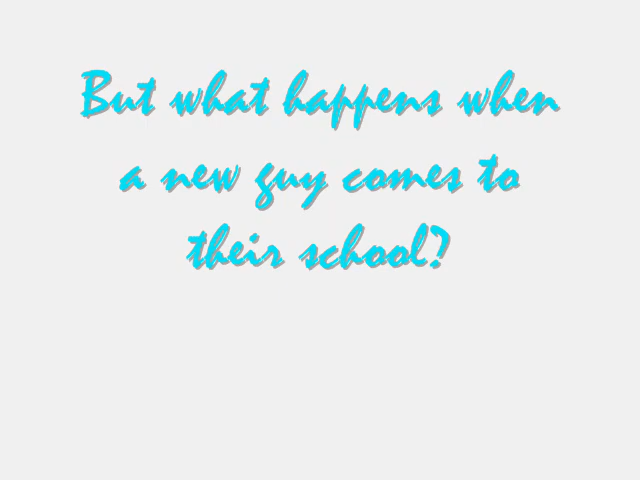 But what happens when
a new guy comes to
their school?